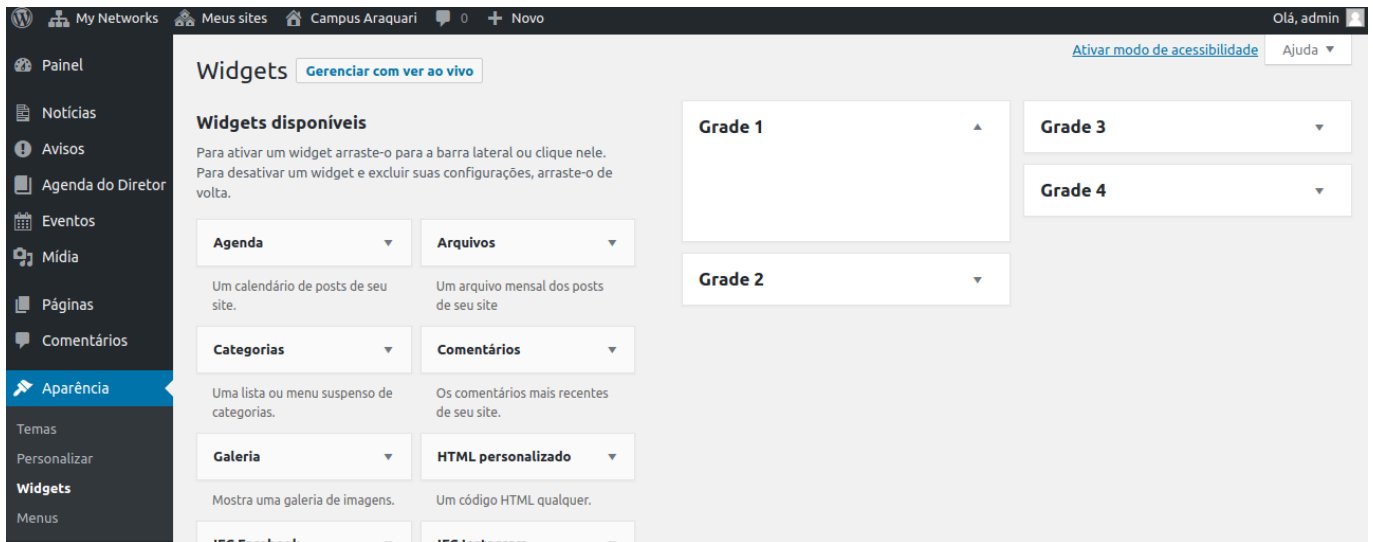 My Networks Meus sites Campus Araquari 0 Novo Olá, admin
Ativar modo de acessibilidade Ajuda
Painel
Notícias
Avisos
Agenda do Diretor
Eventos
Mídia
Páginas
Comentários
Aparência
Temas
Personalizar
Widgets
Menus
Widgets Gerenciar com ver ao vivo
Widgets disponíveis
Para ativar um widget arraste-o para a barra lateral ou clique nele.
Para desativar um widget e excluir suas configurações, arraste-o de
volta.
Agenda
Um calendário de posts de seu
site.
Arquivos
Um arquivo mensal dos posts
de seu site
Categorias
Uma lista ou menu suspenso de
categorias.
Comentários
Os comentários mais recentes
de seu site.
Galeria
Mostra uma galeria de imagens.
HTML personalizado
Um código HTML qualquer.
IFC Facebook
IFC Instagram
Grade 1
Grade 2
Grade 3
Grade 4